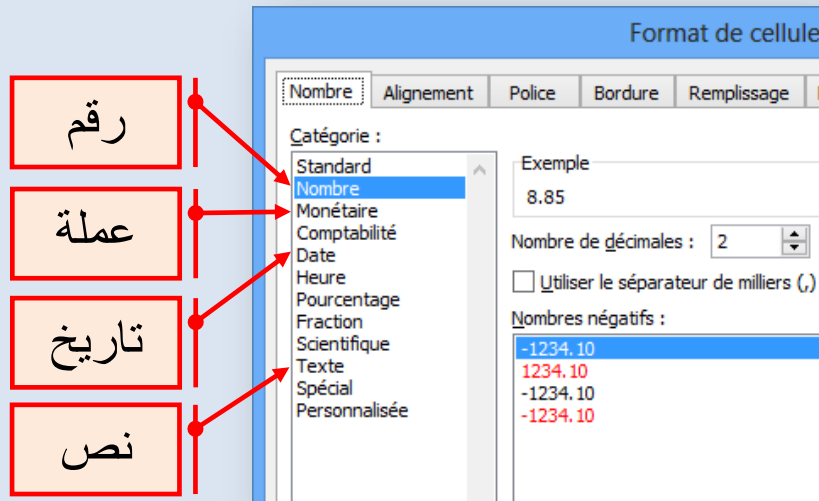 Format de cellule
Nombre Alignement Police Bordure Remplissage
رقم
عملة
تاريخ
نص
Catégorie :
Standard
Nombre
Monétaire
Comptabilité
Date
Heure
Pourcentage
Fraction
Scientifique
Texte
Spécial
Personnalisée
Exemple
8.85
Nombre de décimales : 2
Utiliser le séparateur de milliers (,)
Nombres négatifs :
-1234.10
1234.10
-1234.10
-1234.10